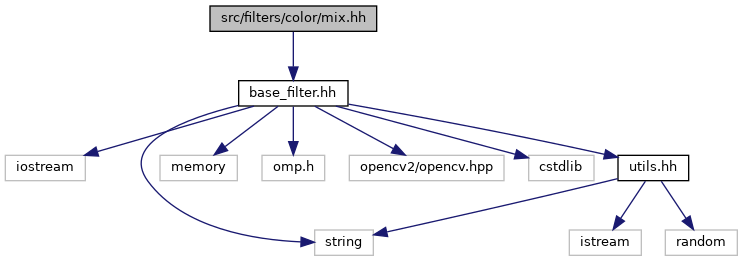 src/filters/color/mix.hh
base_filter.hh
iostream
memory
omp.h
opencv2/opencv.hpp
cstdlib
utils.hh
string
istream
random